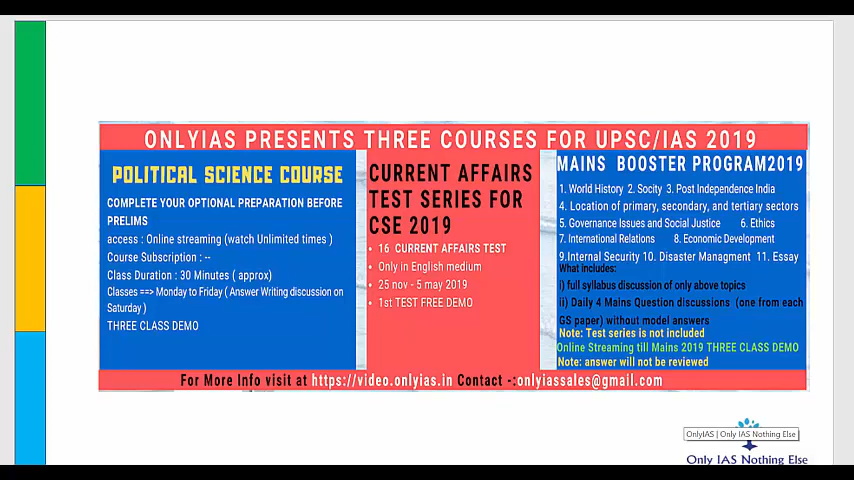 ONLYIAS PRESENTS THREE COURSES FOR UPSC/IAS 2019
POLITICAL SCIENCE COURSE
COMPLETE YOUR OPTIONAL PREPARATION BEFORE
PRELIMS
access : Online streaming (watch Unlimited times )
Course Subscription : --
Class Duration : 30 Minutes ( approx)
Classes ==> Monday to Friday ( Answer Writing discussion on
Saturday )
THREE CLASS DEMO
CURRENT AFFAIRS
TEST SERIES FOR
CSE 2019
• 16 CURRENT AFFAIRS TEST
• Only in English medium
• 25 nov - 5 may 2019
• 1st TEST FREE DEMO
MAINS BOOSTER PROGRAM2019
1. World History 2. Socity 3. Post Independence India
4. Location of primary, secondary, and tertiary sectors
5. Governance Issues and Social Justice 6. Ethics
7. International Relations 8. Economic Development
9.Internal Security 10. Disaster Managment 11. Essay
What includes:
i) full syllabus discussion of only above topics
ii) Daily 4 Mains Question discussions (one from each
GS paper) without model answers
Note: Test series is not included
Online Streaming till Mains 2019 THREE CLASS DEMO
Note: answer will not be reviewed
For More Info visit at https://video.onlyias.in Contact -:onlyiassales@gmail.com
OnlyIAS | Only IAS Nothing Else
Only IAS Nothing Else